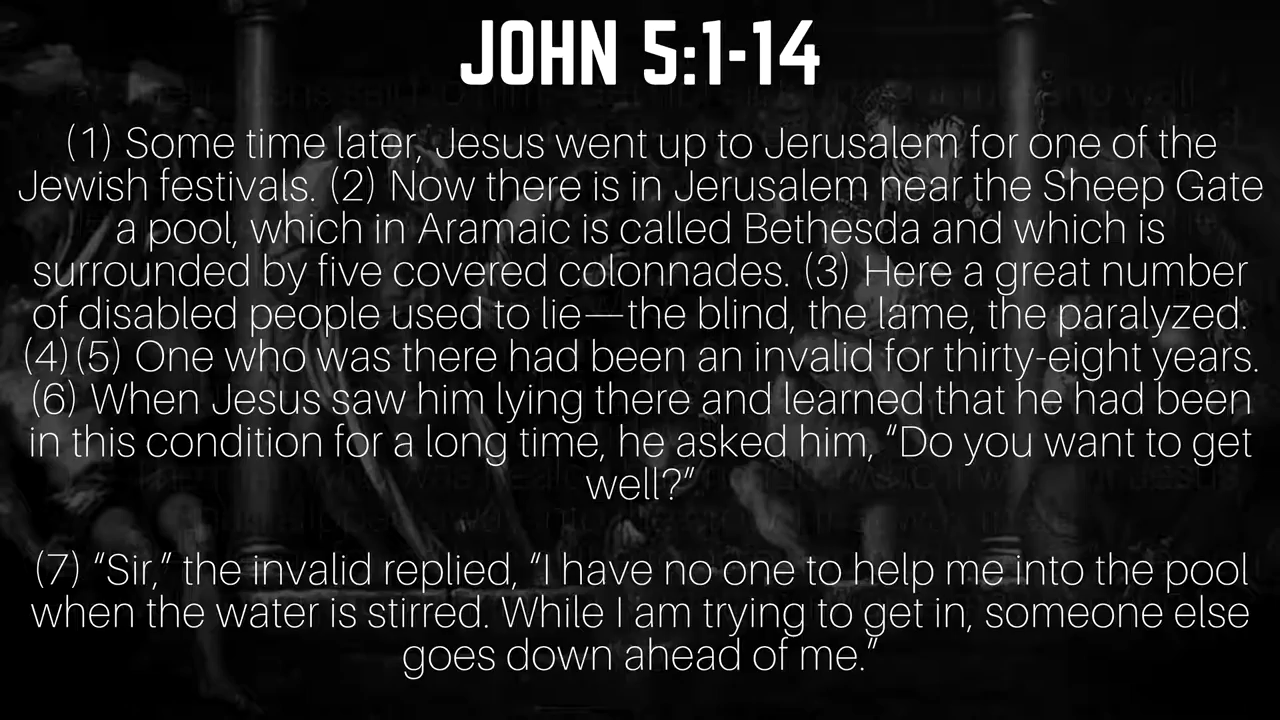 JOHN 5:1-14
(1) Some time later, Jesus went up to Jerusalem for one of the
Jewish festivals. (2) Now there is in Jerusalem near the Sheep Gate
a pool, which in Aramaic is called Bethesda and which is
surrounded by five covered colonnades. (3) Here a great number
of disabled people used to lie—the blind, the lame, the paralyzed.
(4)(5) One who was there had been an invalid for thirty-eight years.
(6) When Jesus saw him lying there and learned that he had been
in this condition for a long time, he asked him, “Do you want to get
well?”
(7) “Sir,” the invalid replied, “I have no one to help me into the pool
when the water is stirred. While I am trying to get in, someone else
goes down ahead of me.”